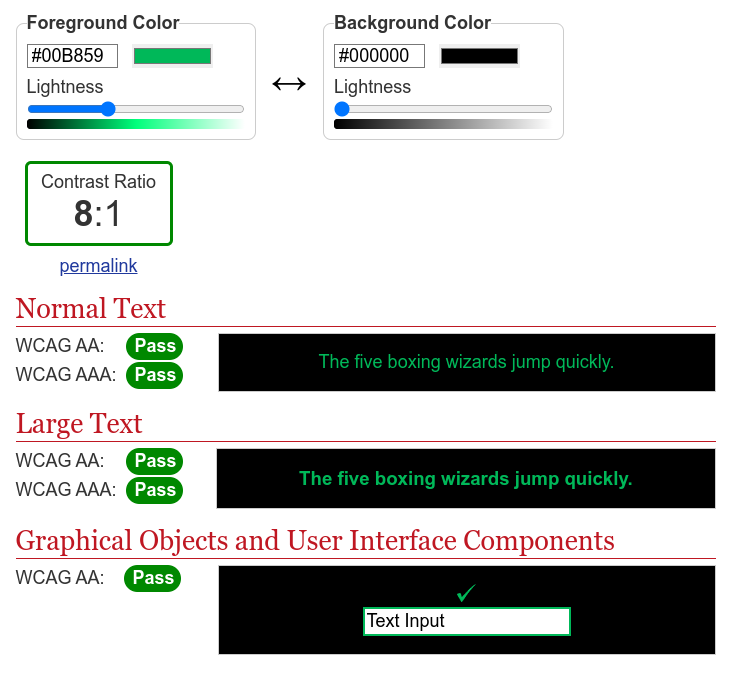 Foreground Color
#00B859
Lightness
↔
Background Color
#000000
Lightness
Contrast Ratio
8:1
permalink
Normal Text
WCAG AA: Pass
WCAG AAA: Pass
The five boxing wizards jump quickly.
Large Text
WCAG AA: Pass
WCAG AAA: Pass
The five boxing wizards jump quickly.
Graphical Objects and User Interface Components
WCAG AA: Pass
✓
Text Input